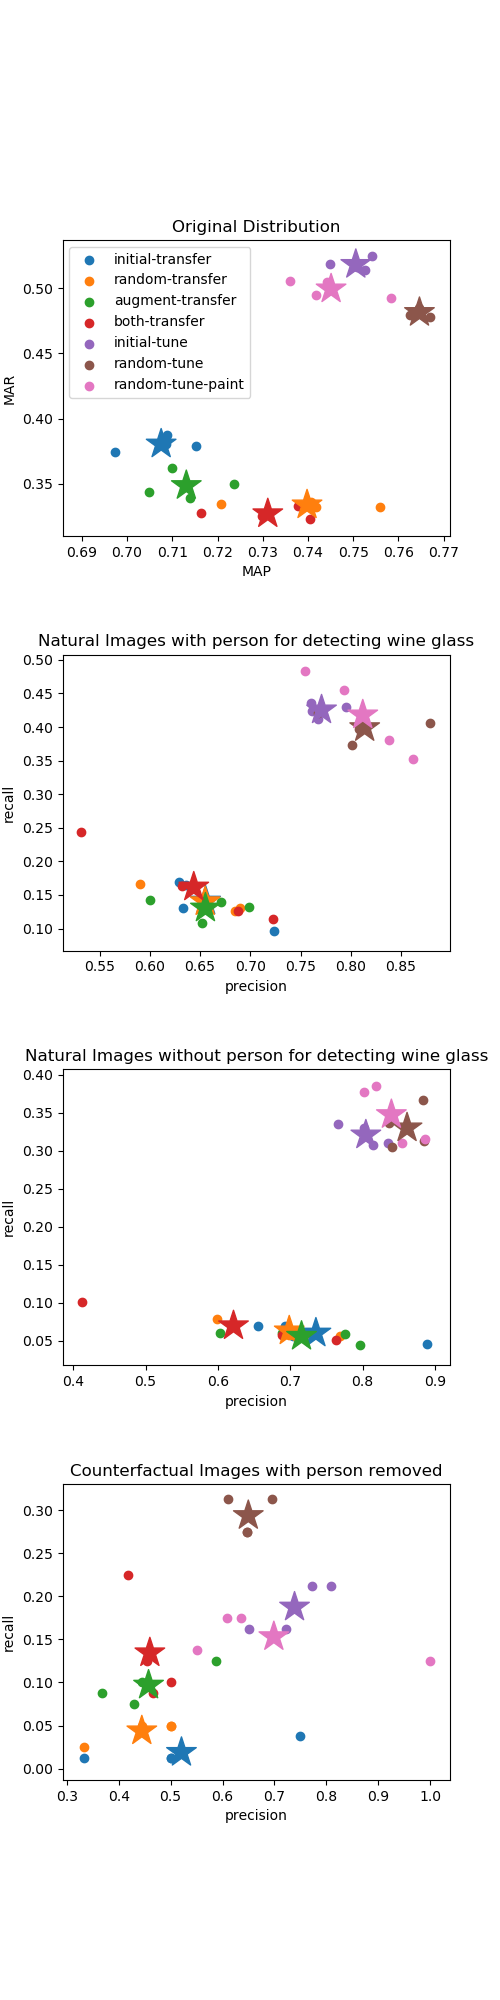 Original Distribution
initial-transfer
random-transfer
augment-transfer
both-transfer
initial-tune
random-tune
random-tune-paint
0.50
0.45
0.40
0.35
MAR
0.69 0.70 0.71 0.72 0.73 0.74 0.75 0.76 0.77
MAP
Natural Images with person for detecting wine glass
0.50
0.45
0.40
0.35
0.30
0.25
0.20
0.15
0.10
recall
0.55 0.60 0.65 0.70 0.75 0.80 0.85
precision
Natural Images without person for detecting wine glass
0.40
0.35
0.30
0.25
0.20
0.15
0.10
0.05
recall
0.4 0.5 0.6 0.7 0.8 0.9
precision
Counterfactual Images with person removed
0.30
0.25
0.20
0.15
0.10
0.05
0.00
recall
0.3 0.4 0.5 0.6 0.7 0.8 0.9 1.0
precision